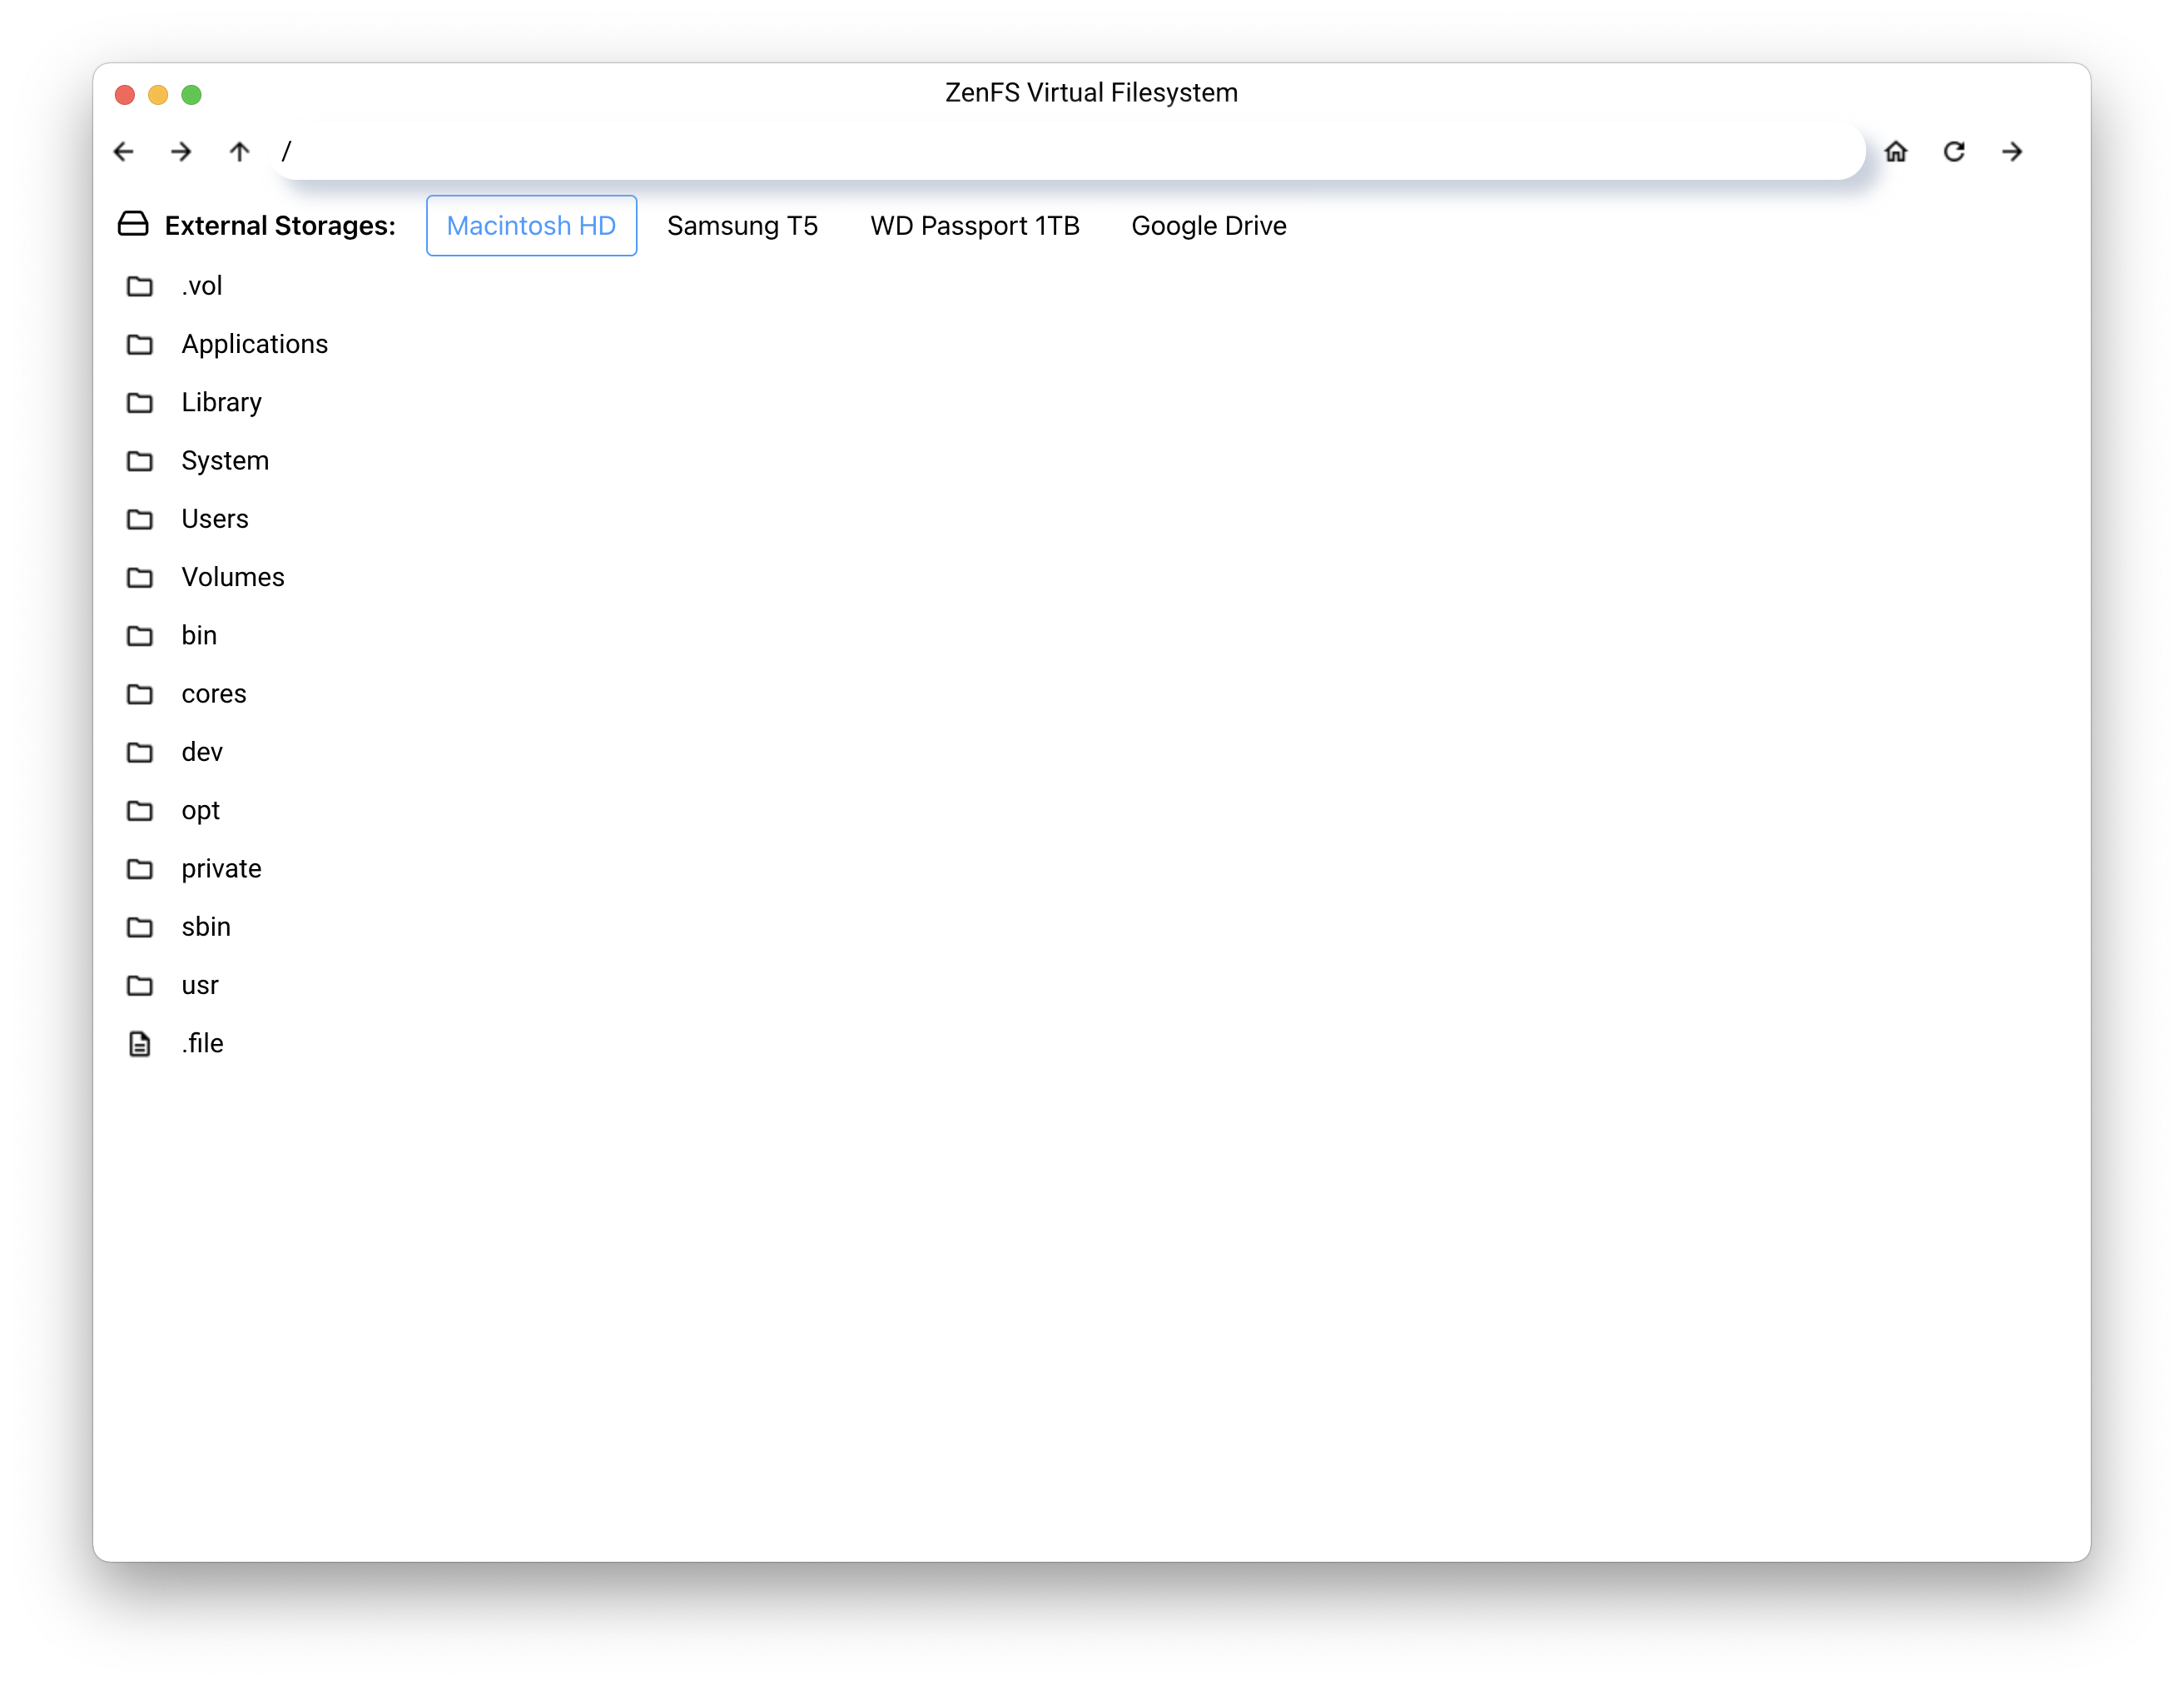 ZenFS Virtual Filesystem
/
External Storages: Macintosh HD Samsung T5 WD Passport 1TB Google Drive
.vol
Applications
Library
System
Users
Volumes
bin
cores
dev
opt
private
sbin
usr
.file